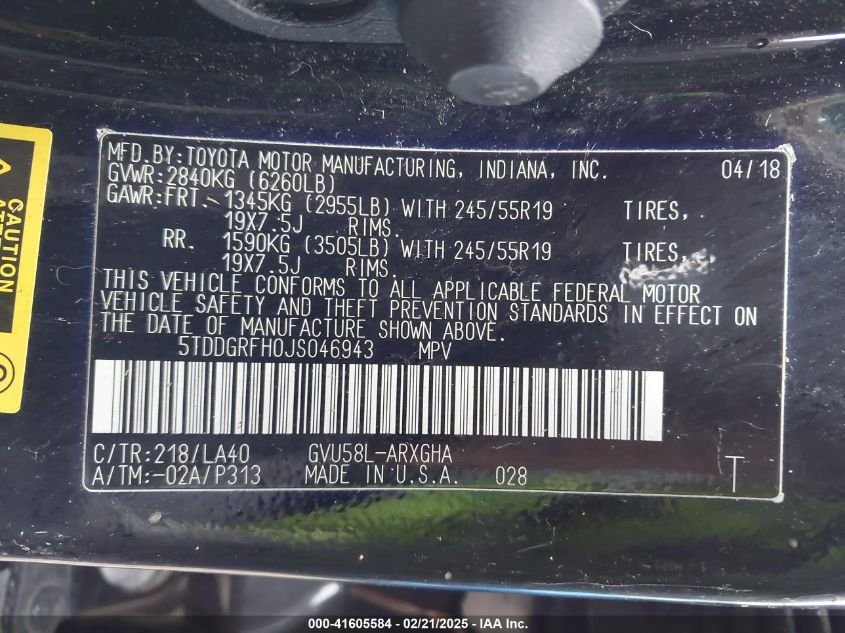 MFD.BY:TOYOTA MOTOR MANUFACTURING, INDIANA, INC. 04/18
GVWR:2840KG (6260LB)
GAWR:FRT. 1345KG (2955LB) WITH 245/55R19 TIRES,
19X7.5J RIMS.
RR. 1590KG (3505LB) WITH 245/55R19 TIRES,
19X7.5J RIMS.
THIS VEHICLE CONFORMS TO ALL APPLICABLE FEDERAL MOTOR
VEHICLE SAFETY AND THEFT PREVENTION STANDARDS IN EFFECT ON
THE DATE OF MANUFACTURE SHOWN ABOVE.
5TDDGRFH0JS046943 MPV
C/TR:218/LA40 GVU58L-ARXGHA
A/TM:-02A/P313 MADE IN U.S.A. 028 T
CAUTION
000-41605584 - 02/21/2025 - IAA Inc.